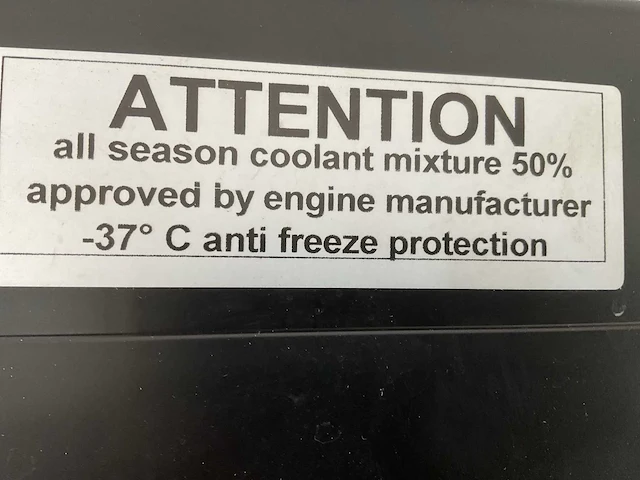 ATTENTION
all season coolant mixture 50%
approved by engine manufacturer
-37° C anti freeze protection